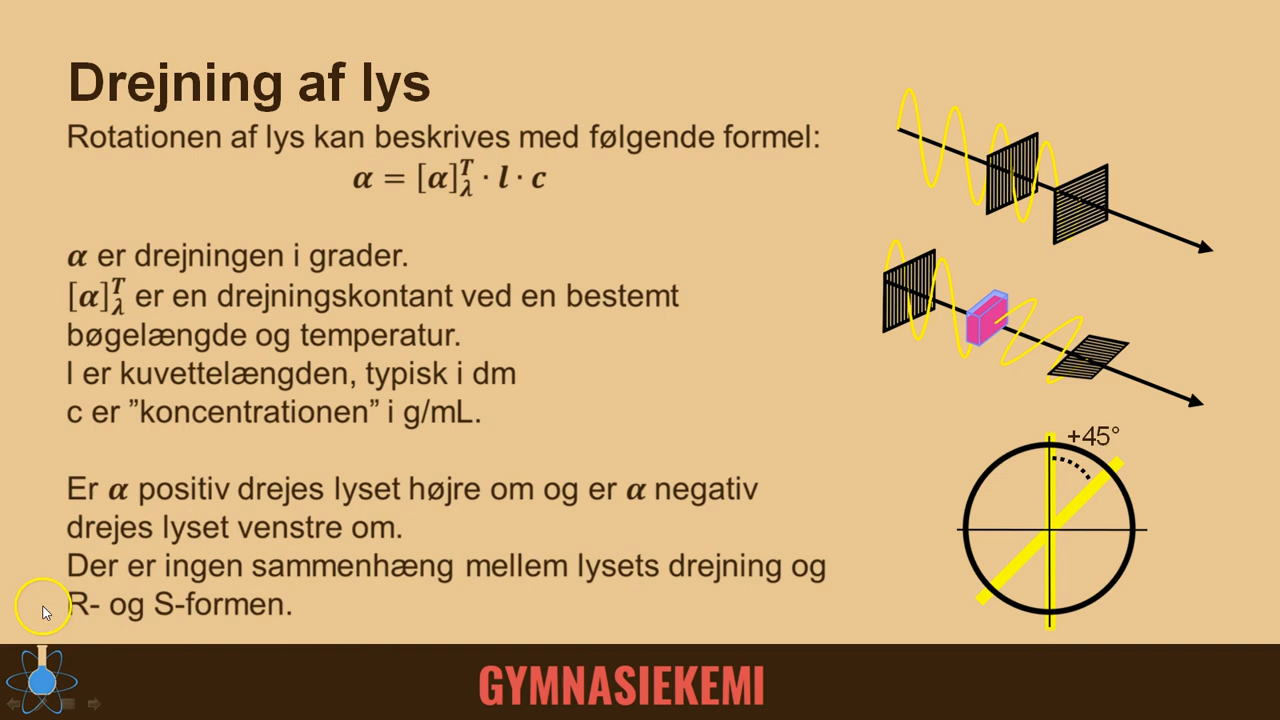 Drejning af lys
Rotationen af lys kan beskrives med følgende formel:
α = [α]ᵀ_λ · l · c
α er drejningen i grader.
[α]ᵀ_λ er en drejningskontant ved en bestemt
bøgelængde og temperatur.
l er kuvettelængden, typisk i dm
c er ”koncentrationen” i g/mL.
Er α positiv drejes lyset højre om og er α negativ
drejes lyset venstre om.
Der er ingen sammenhæng mellem lysets drejning og
R- og S-formen.
+45°
GYMNASIEKEMI